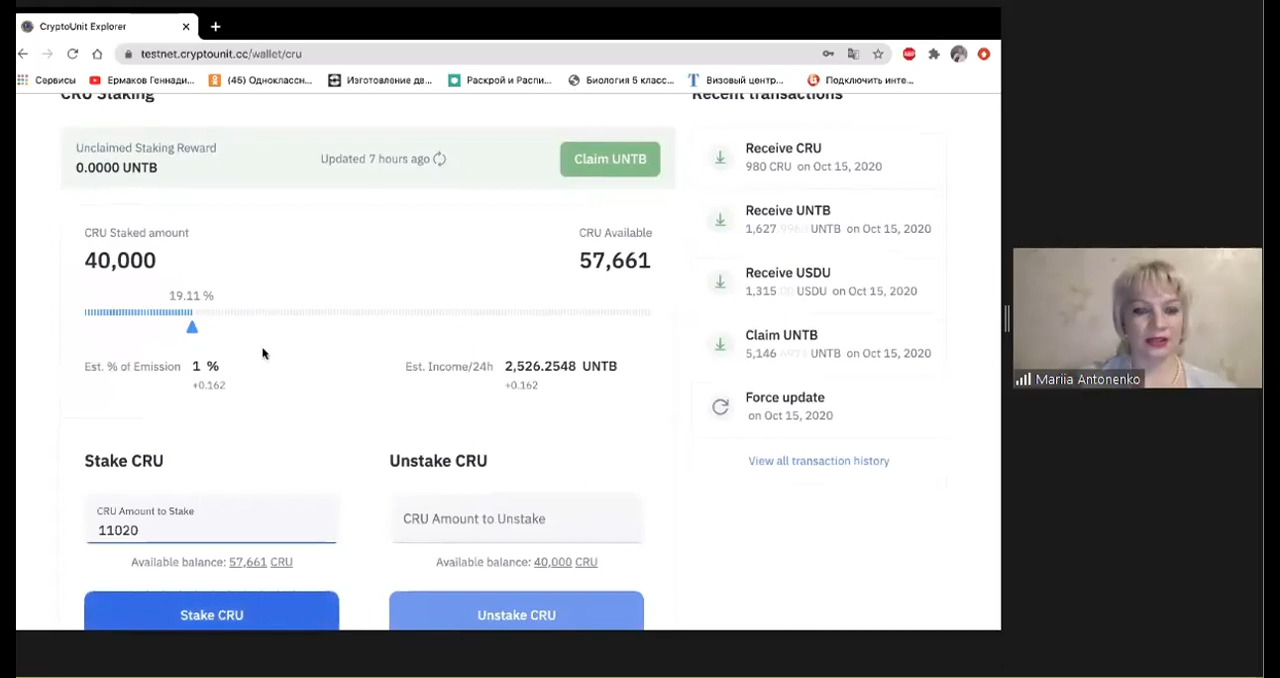 CryptoUnit Explorer
testnet.cryptounit.cc/wallet/cru
Сервисы
Ермаков Геннади...
(45) Одноклассн...
Изготовление дв...
Раскрой и Распи...
Биология 5 класс...
Визовый центр...
Подключить инте...
CRU Staking
Unclaimed Staking Reward
0.0000 UNTB
Updated 7 hours ago
Claim UNTB
CRU Staked amount
40,000
CRU Available
57,661
19.11 %
Est. % of Emission 1 %
+0.162
Est. Income/24h 2,526.2548 UNTB
+0.162
Stake CRU
CRU Amount to Stake
11020
Available balance: 57,661 CRU
Stake CRU
Unstake CRU
CRU Amount to Unstake
Available balance: 40,000 CRU
Unstake CRU
Recent transactions
Receive CRU
980 CRU on Oct 15, 2020
Receive UNTB
1,627 UNTB on Oct 15, 2020
Receive USDU
1,315 USDU on Oct 15, 2020
Claim UNTB
5,146 UNTB on Oct 15, 2020
Force update
on Oct 15, 2020
View all transaction history
Mariia Antonenko